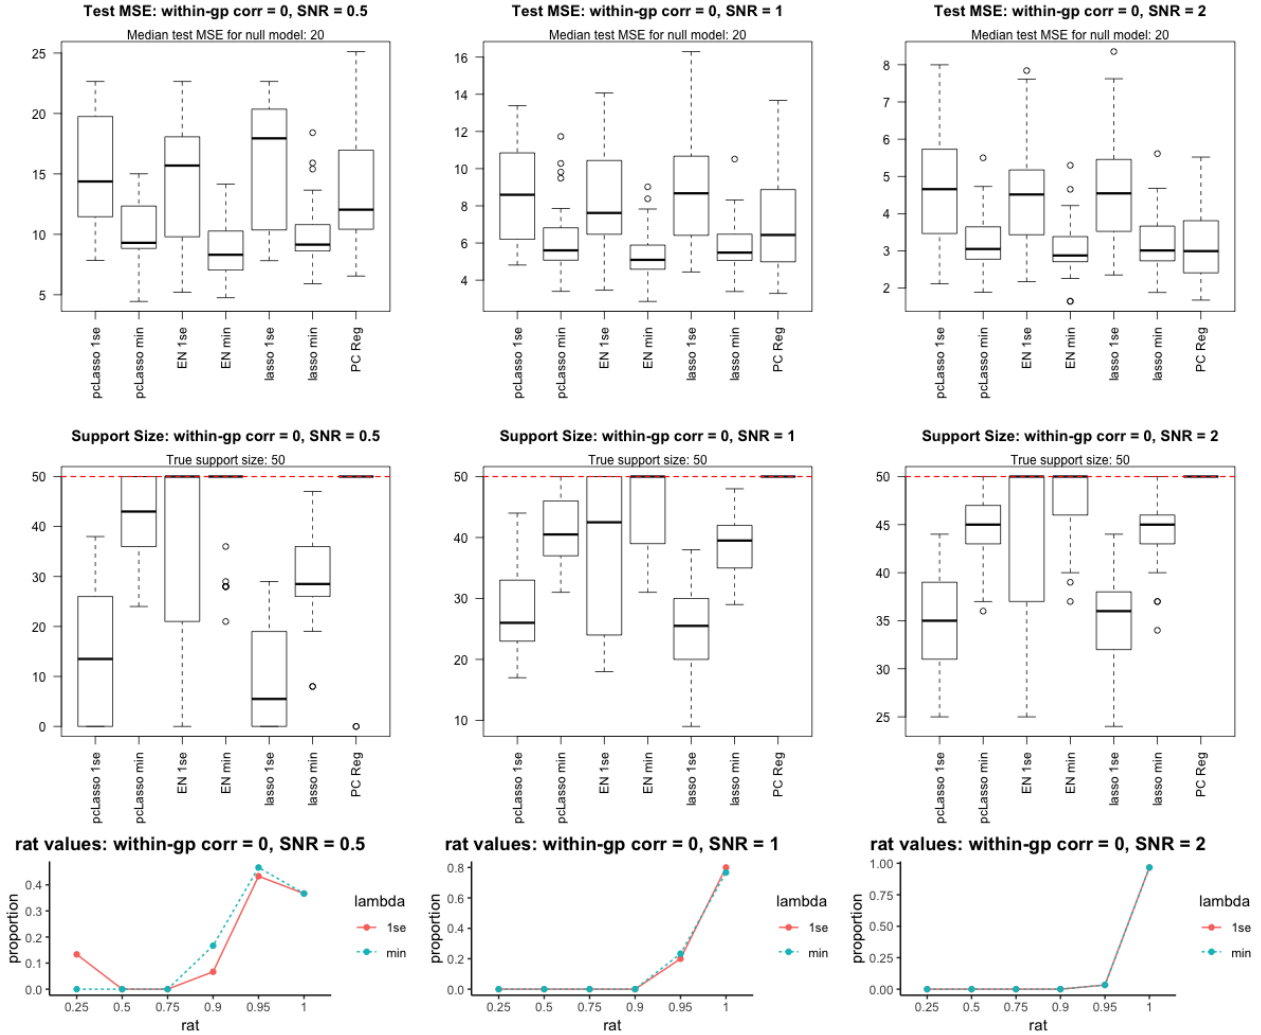 Test MSE: within-gp corr = 0, SNR = 0.5
Median test MSE for null model: 20
25
20
15
10
5
pcLasso 1se
pcLasso min
EN 1se
EN min
lasso 1se
lasso min
PC Reg
Test MSE: within-gp corr = 0, SNR = 1
Median test MSE for null model: 20
16
14
12
10
8
6
4
pcLasso 1se
pcLasso min
EN 1se
EN min
lasso 1se
lasso min
PC Reg
Test MSE: within-gp corr = 0, SNR = 2
Median test MSE for null model: 20
8
7
6
5
4
3
2
pcLasso 1se
pcLasso min
EN 1se
EN min
lasso 1se
lasso min
PC Reg
Support Size: within-gp corr = 0, SNR = 0.5
True support size: 50
50
40
30
20
10
0
pcLasso 1se
pcLasso min
EN 1se
EN min
lasso 1se
lasso min
PC Reg
Support Size: within-gp corr = 0, SNR = 1
True support size: 50
50
40
30
20
10
pcLasso 1se
pcLasso min
EN 1se
EN min
lasso 1se
lasso min
PC Reg
Support Size: within-gp corr = 0, SNR = 2
True support size: 50
50
45
40
35
30
25
pcLasso 1se
pcLasso min
EN 1se
EN min
lasso 1se
lasso min
PC Reg
rat values: within-gp corr = 0, SNR = 0.5
proportion
0.4
0.3
0.2
0.1
0.0
0.25 0.5 0.75 0.9 0.95 1
rat
lambda
1se
min
rat values: within-gp corr = 0, SNR = 1
proportion
0.8
0.6
0.4
0.2
0.0
0.25 0.5 0.75 0.9 0.95 1
rat
lambda
1se
min
rat values: within-gp corr = 0, SNR = 2
proportion
1.00
0.75
0.50
0.25
0.00
0.25 0.5 0.75 0.9 0.95 1
rat
lambda
1se
min